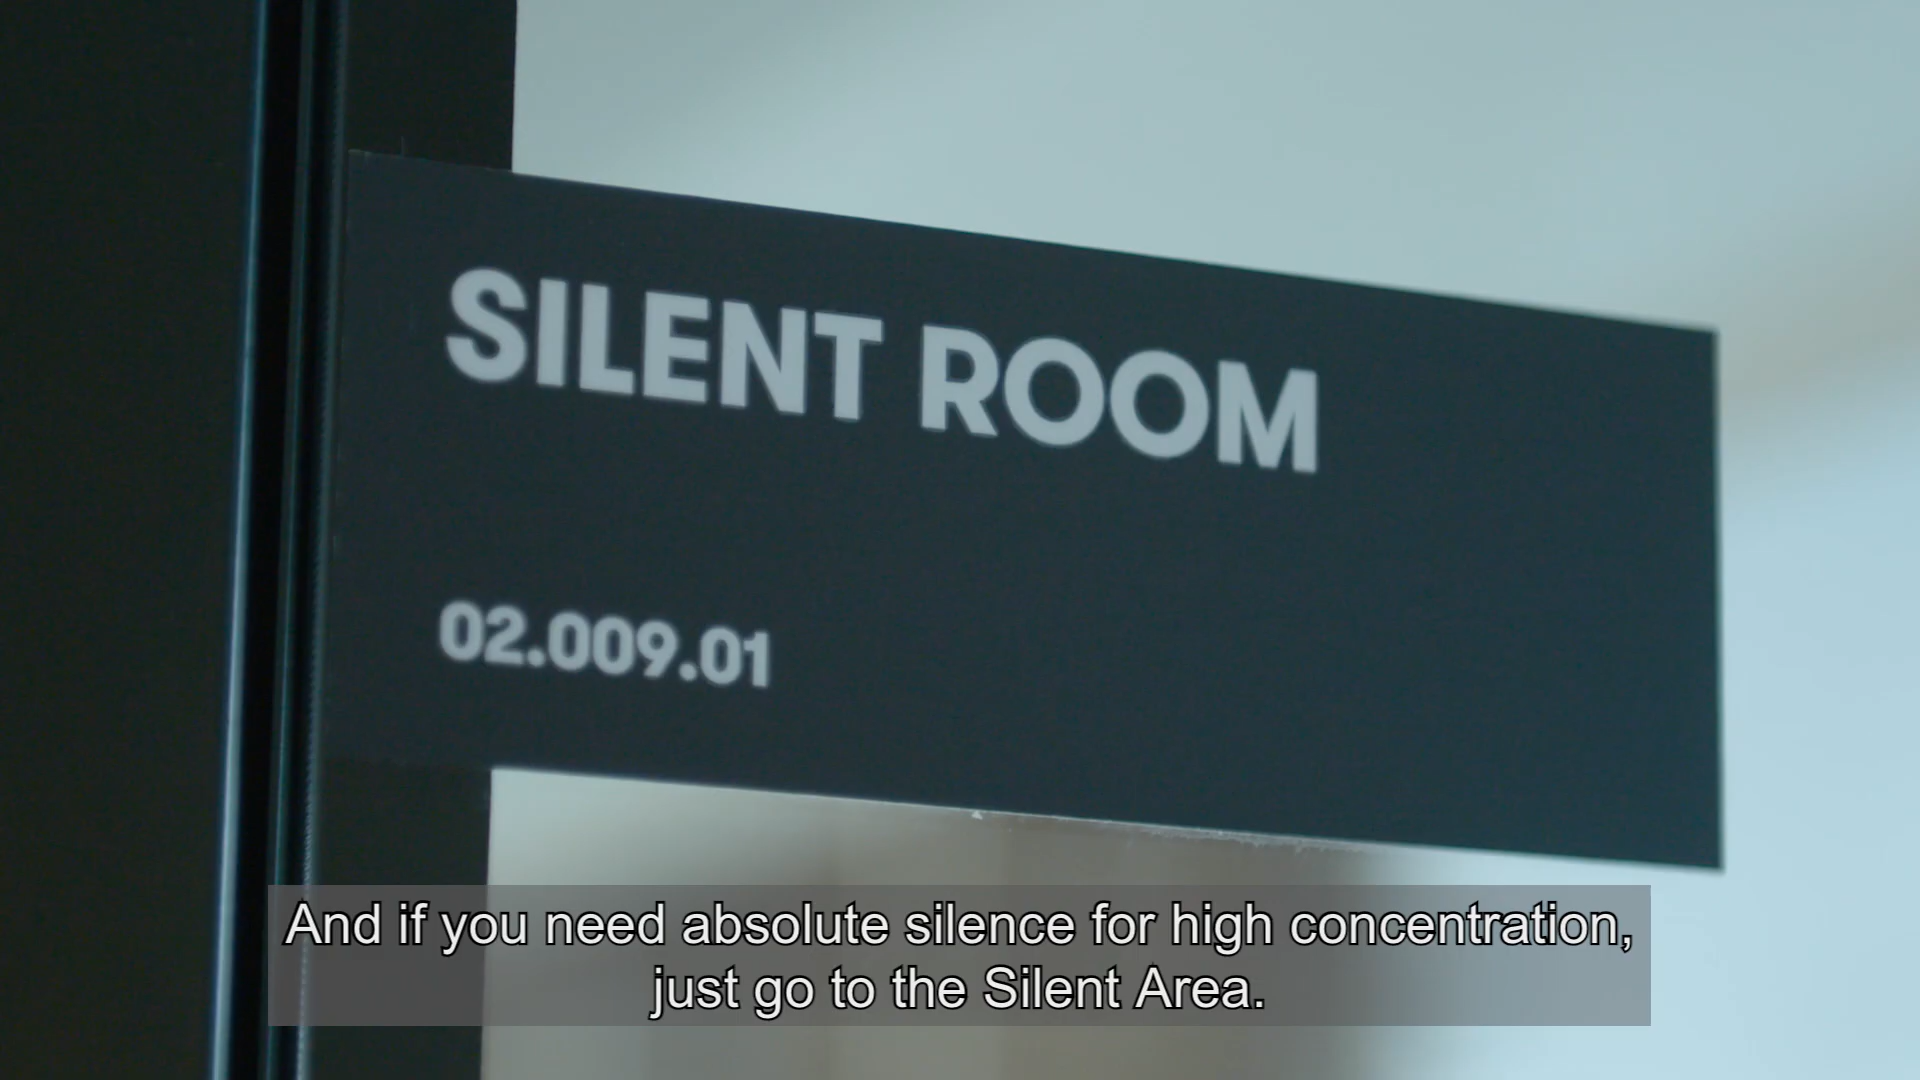 SILENT ROOM
02.009.01
And if you need absolute silence for high concentration,
just go to the Silent Area.